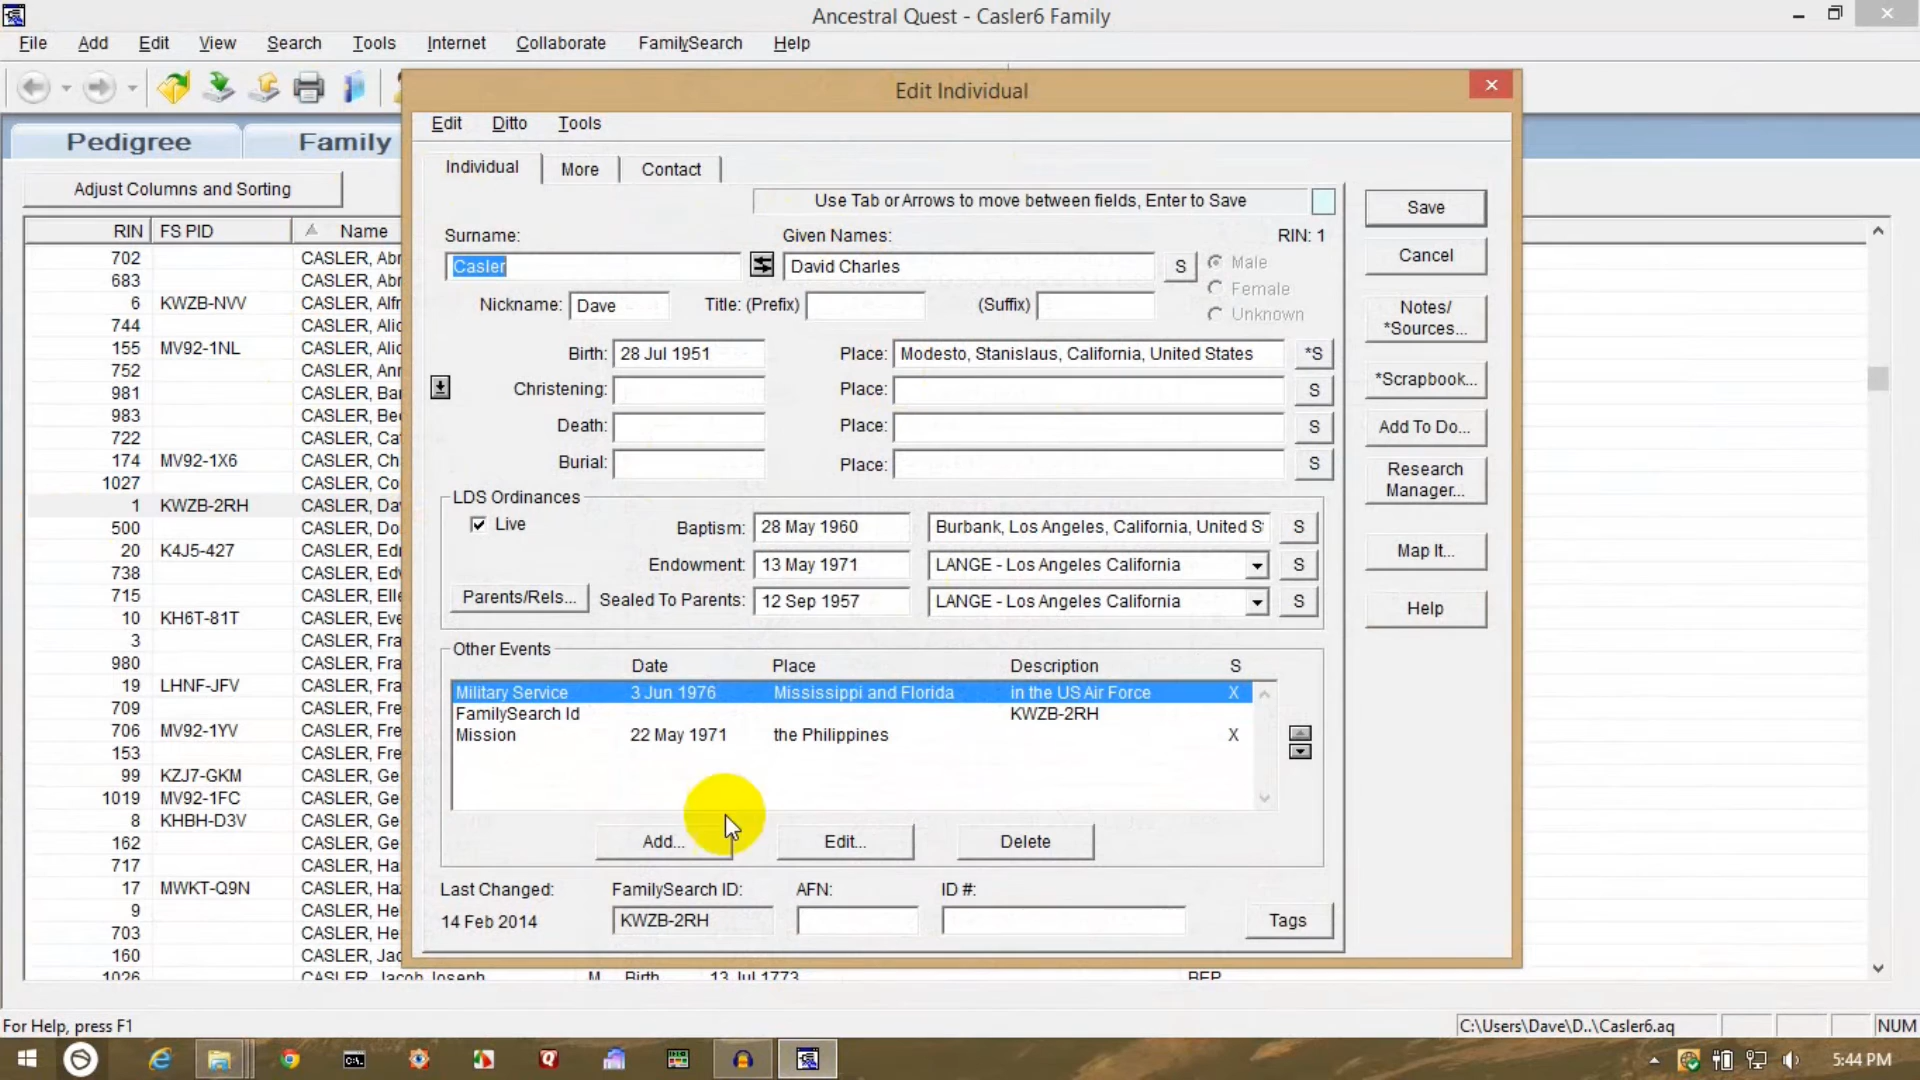 Ancestral Quest - Casler6 Family
File Add Edit View Search Tools Internet Collaborate FamilySearch Help
Edit Individual
Edit Ditto Tools
Pedigree Family
Individual More Contact
Adjust Columns and Sorting
Use Tab or Arrows to move between fields, Enter to Save
Save
RIN FS PID Name
Surname: Given Names: RIN: 1
Casler David Charles S Male
Cancel
Female
Nickname: Dave Title: (Prefix) (Suffix) Unknown
Notes/
*Sources...
Birth: 28 Jul 1951 Place: Modesto, Stanislaus, California, United States *S
Christening: Place: S
*Scrapbook...
Death: Place: S
Add To Do...
Burial: Place: S
Research
Manager...
LDS Ordinances
Live Baptism: 28 May 1960 Burbank, Los Angeles, California, United S S
Map It...
Endowment: 13 May 1971 LANGE - Los Angeles California S
Parents/Rels... Sealed To Parents: 12 Sep 1957 LANGE - Los Angeles California S
Help
Other Events
Date Place Description S
Military Service 3 Jun 1976 Mississippi and Florida in the US Air Force X
FamilySearch Id KWZB-2RH
Mission 22 May 1971 the Philippines X
Add... Edit... Delete
Last Changed: FamilySearch ID: AFN: ID #:
14 Feb 2014 KWZB-2RH Tags
702 CASLER, Abr
683 CASLER, Abr
6 KWZB-NVV CASLER, Alfr
744 CASLER, Alic
155 MV92-1NL CASLER, Alic
752 CASLER, Ann
981 CASLER, Bar
983 CASLER, Bee
722 CASLER, Cat
174 MV92-1X6 CASLER, Ch
1027 CASLER, Co
1 KWZB-2RH CASLER, Da
500 CASLER, Do
20 K4J5-427 CASLER, Edr
738 CASLER, Edv
715 CASLER, Elle
10 KH6T-81T CASLER, Eve
3 CASLER, Fra
980 CASLER, Fra
19 LHNF-JFV CASLER, Fra
709 CASLER, Fre
706 MV92-1YV CASLER, Fre
153 CASLER, Fre
99 KZJ7-GKM CASLER, Ge
1019 MV92-1FC CASLER, Ge
8 KHBH-D3V CASLER, Ge
162 CASLER, Ge
717 CASLER, Ha
17 MWKT-Q9N CASLER, Ha
9 CASLER, He
703 CASLER, He
160 CASLER, Jac
1026 CASLER, Jacob Joseph M Birth 13 Jul 1773 BEP
For Help, press F1 C:\Users\Dave\D..\Casler6.aq NUM
5:44 PM